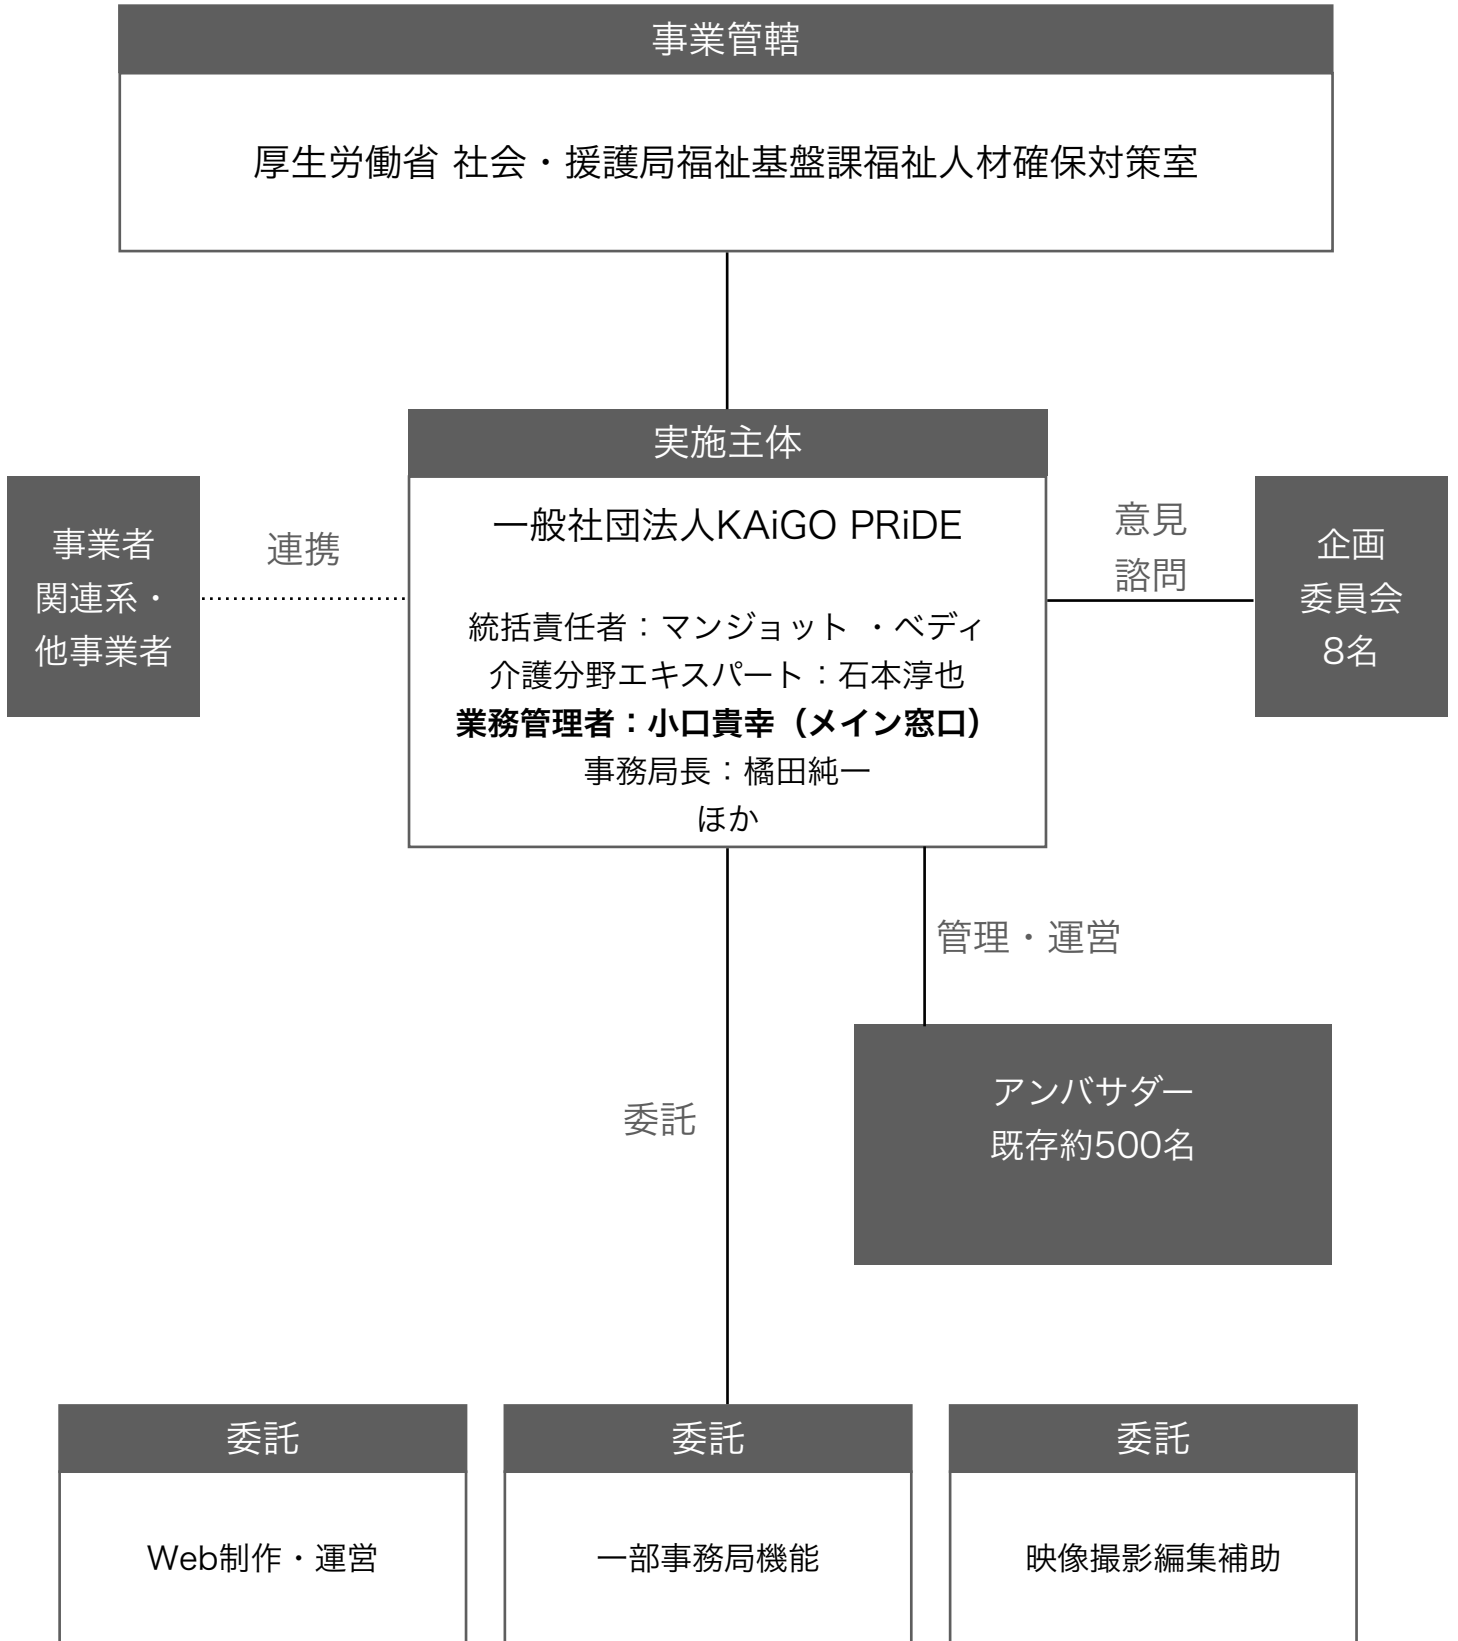 事業管轄
厚生労働省 社会・援護局福祉基盤課福祉人材確保対策室
実施主体
一般社団法人KAiGO PRiDE
統括責任者：マンジョット ・ベディ
介護分野エキスパート：石本淳也
業務管理者：小口貴幸（メイン窓口）
事務局長：橘田純一
ほか
事業者
関連系・
他事業者
連携
意見
諮問
企画
委員会
8名
管理・運営
アンバサダー
既存約500名
委託
委託
Web制作・運営
委託
一部事務局機能
委託
映像撮影編集補助